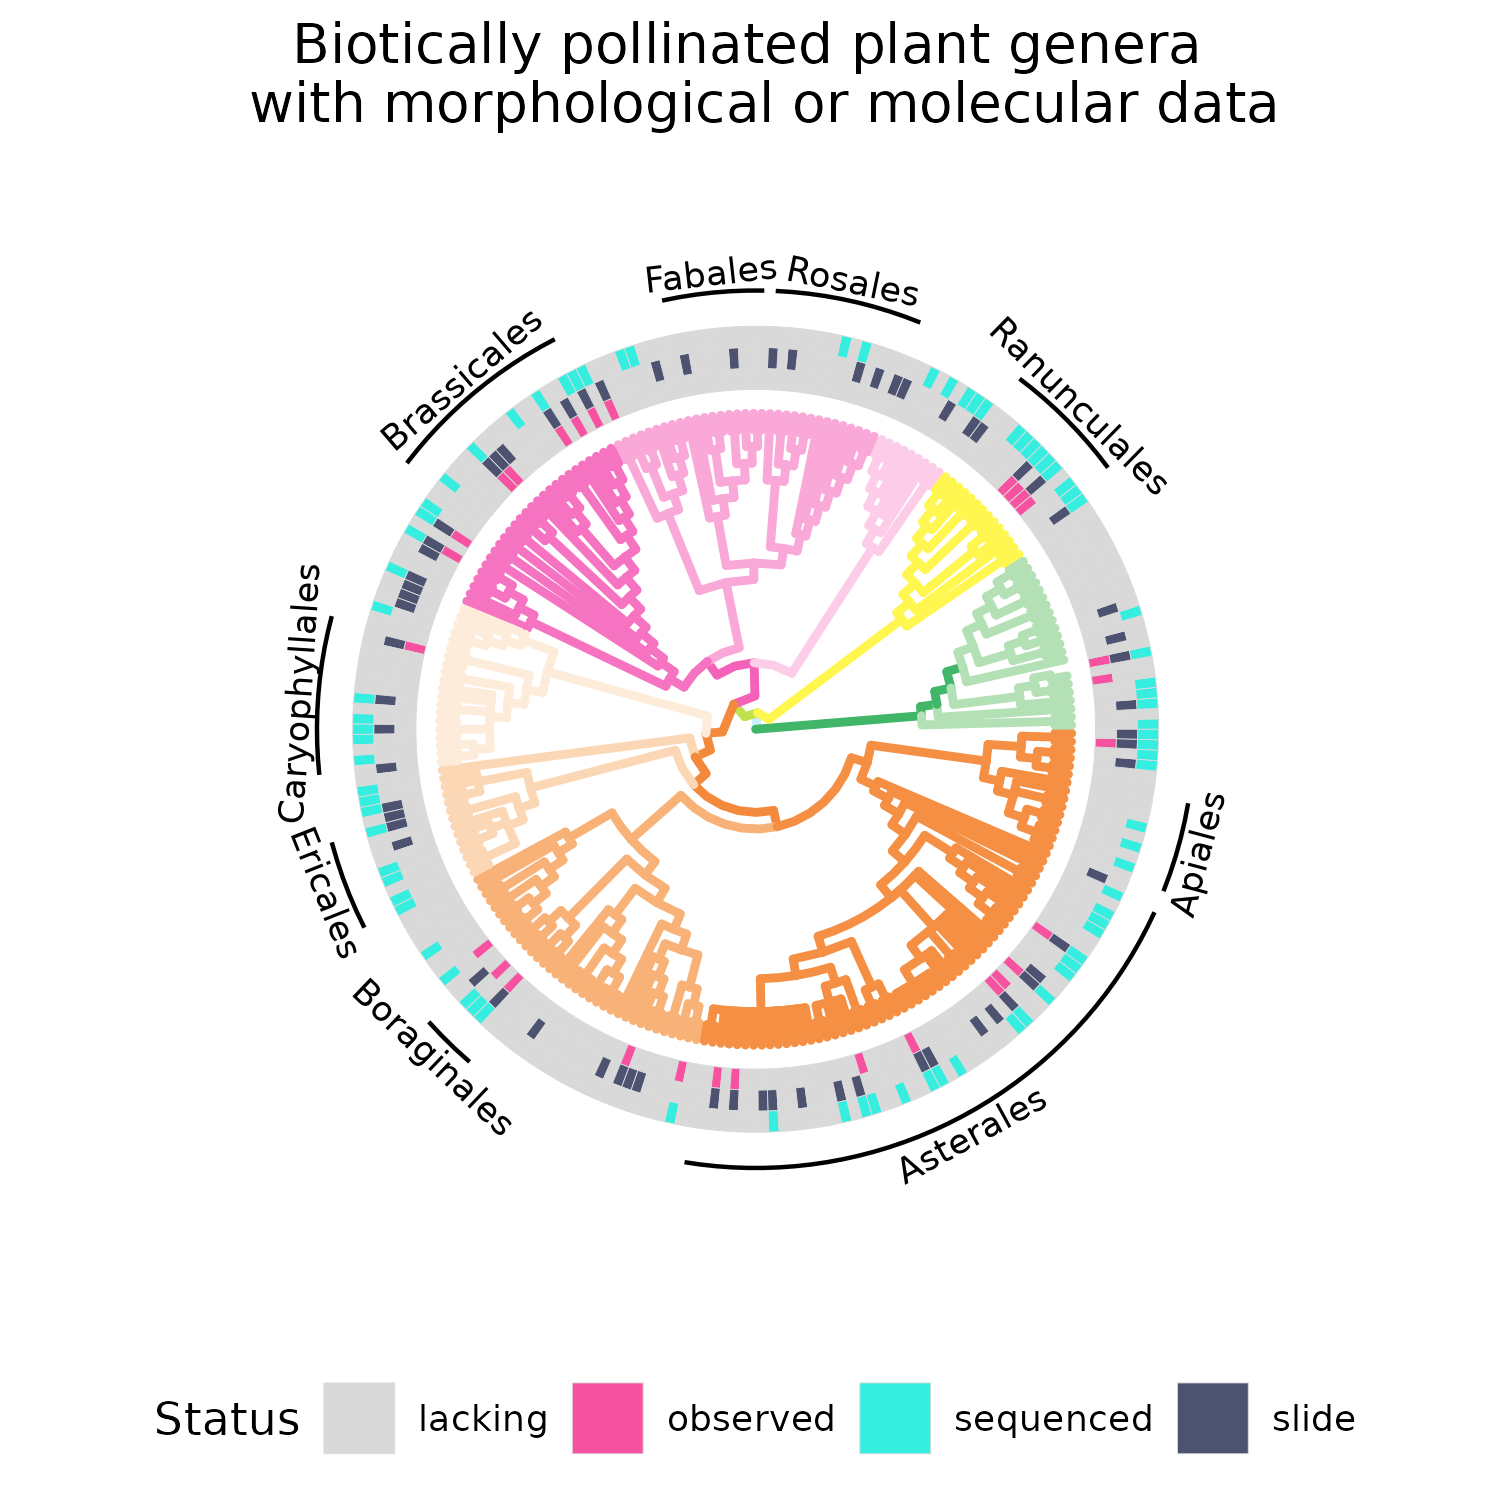 Biotically pollinated plant genera
with morphological or molecular data
Fabales
Rosales
Ranunculales
Brassicales
Caryophyllales
Ericales
Boraginales
Asterales
Apiales
Status
lacking
observed
sequenced
slide